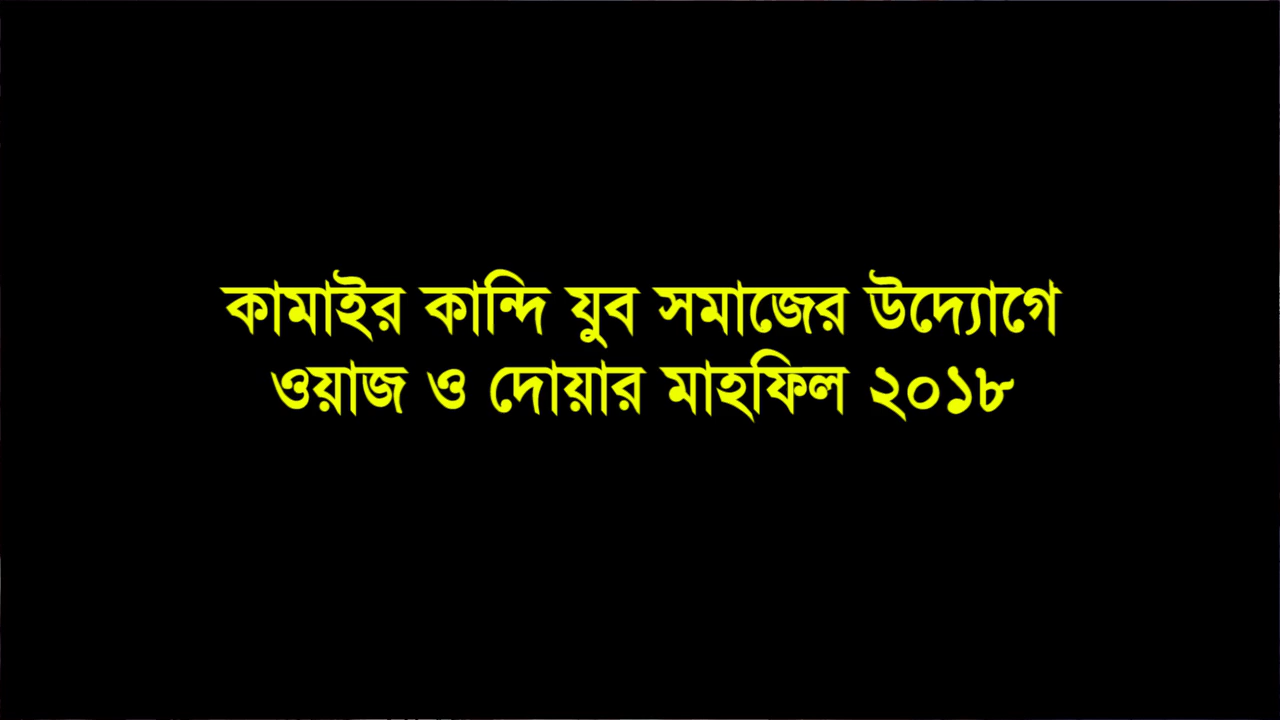 কামাইর কান্দি যুব সমাজের উদ্যোগে
ওয়াজ ও দোয়ার মাহফিল ২০১৮